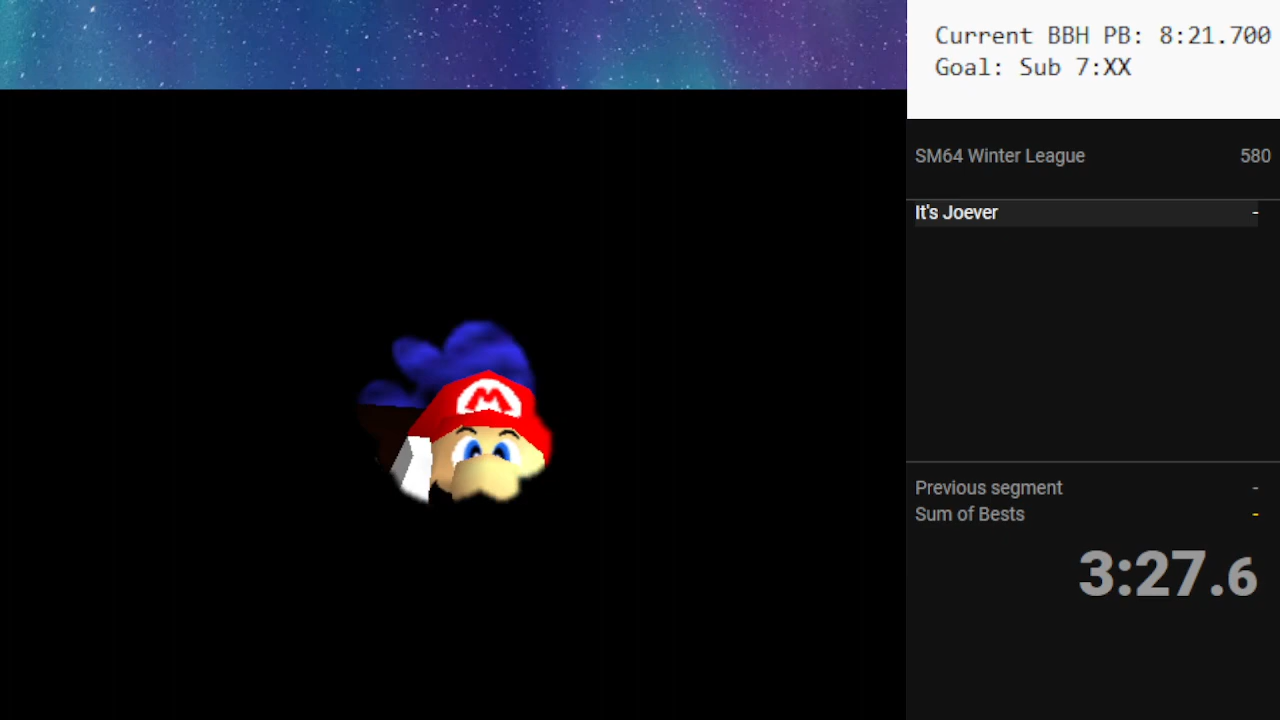 Current BBH PB: 8:21.700
Goal: Sub 7:XX
SM64 Winter League 580
It's Joever -
M
Previous segment -
Sum of Bests -
3:27.6